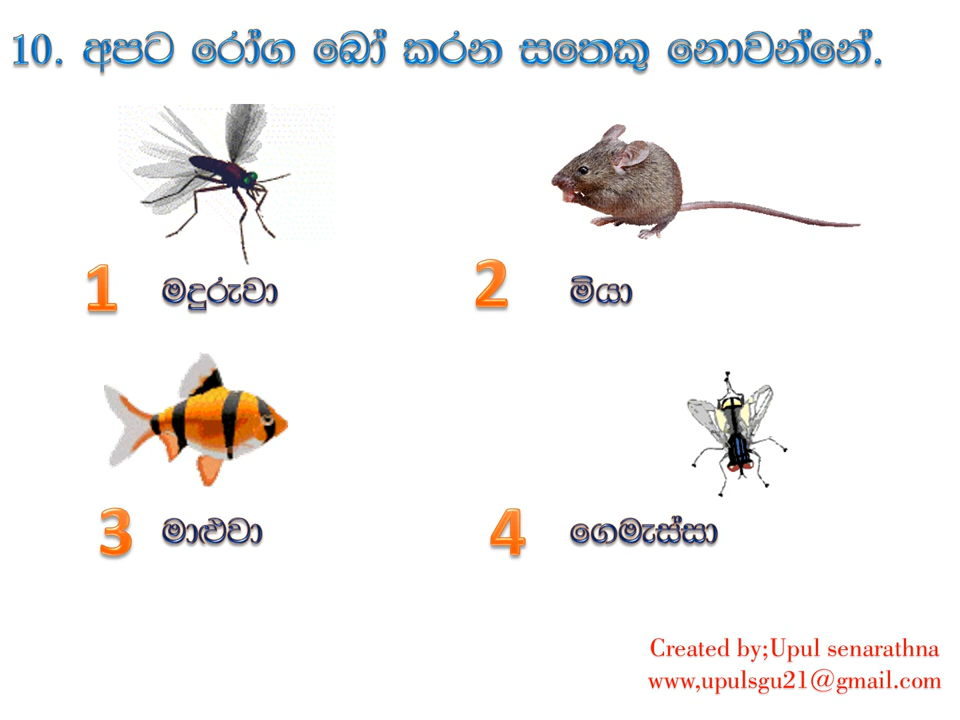 10. අපට රෝග බෝ කරන සතෙකු නොවන්නේ.
1 මදුරුවා
2 මියා
3 මාළුවා
4 ගෙමැස්සා
Created by;Upul senarathna
www,upulsgu21@gmail.com